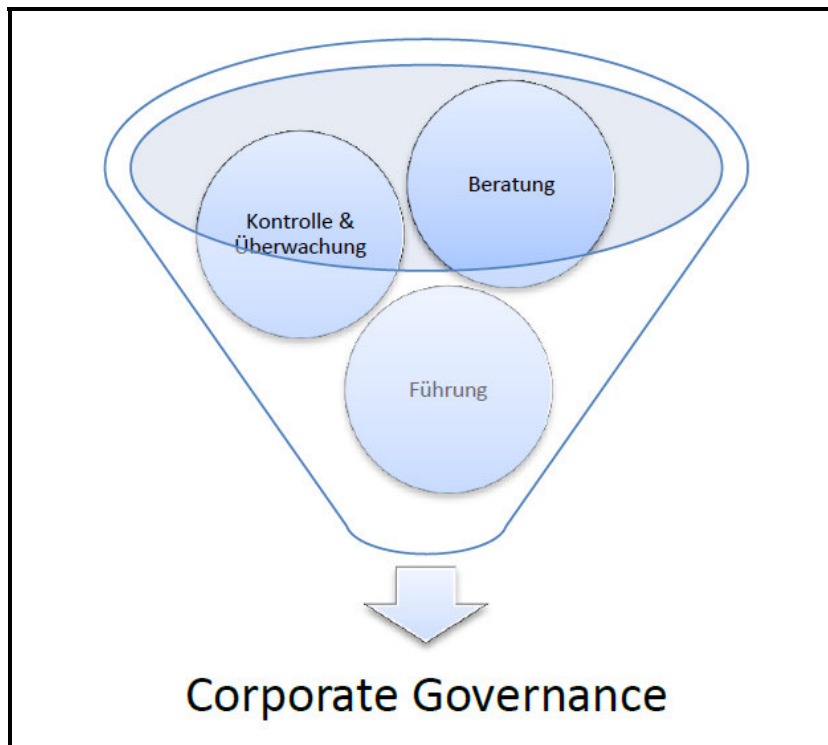 Beratung
Kontrolle &
Überwachung
Führung
Corporate Governance